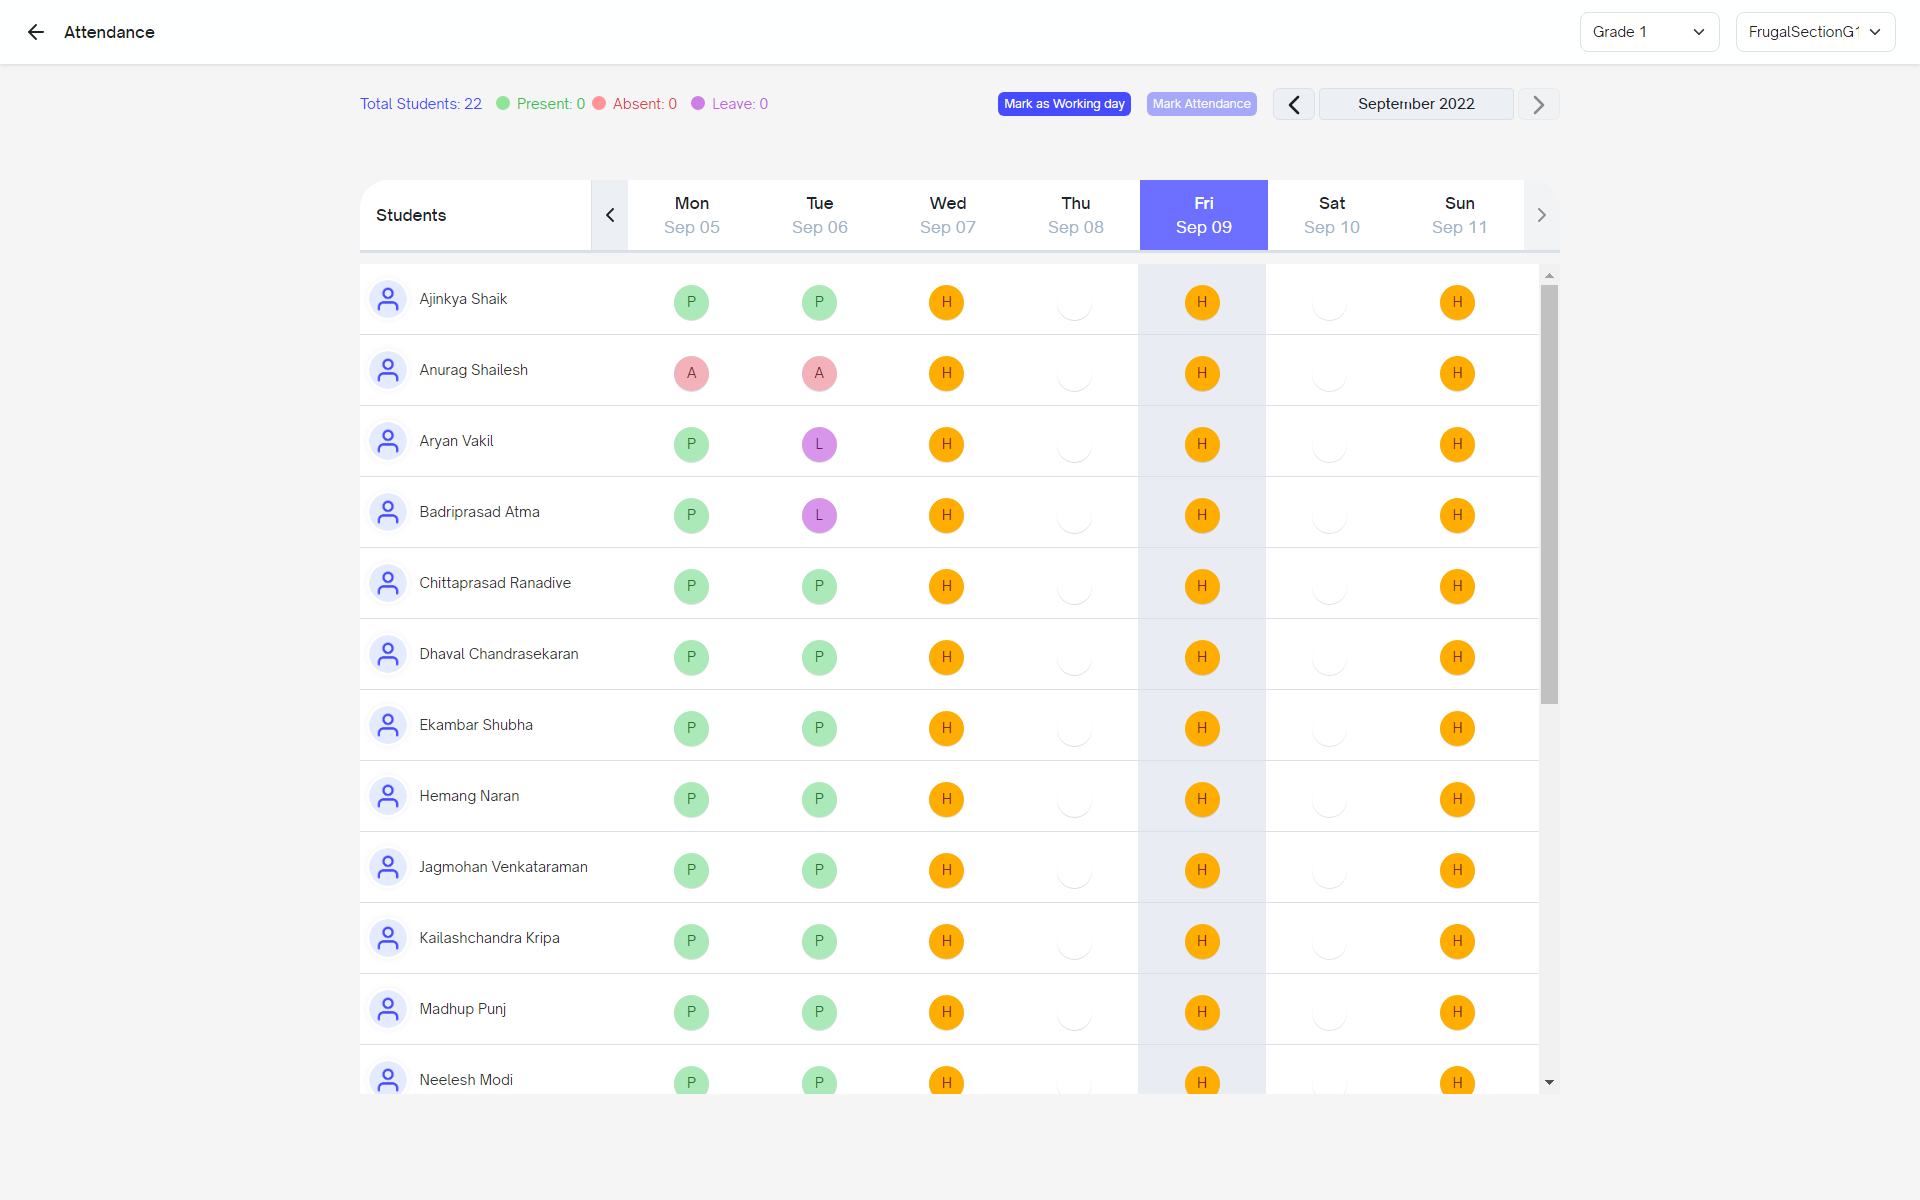 Attendance
Grade 1
FrugalSectionG1
Total Students: 22 Present: 0 Absent: 0 Leave: 0
Mark as Working day
Mark Attendance
September 2022
Students Mon Tue Wed Thu Fri Sat Sun
Sep 05 Sep 06 Sep 07 Sep 08 Sep 09 Sep 10 Sep 11
Ajinkya Shaik P P H H H
Anurag Shailesh A A H H H
Aryan Vakil P L H H H
Badriprasad Atma P L H H H
Chittaprasad Ranadive P P H H H
Dhaval Chandrasekaran P P H H H
Ekambar Shubha P P H H H
Hemang Naran P P H H H
Jagmohan Venkataraman P P H H H
Kailashchandra Kripa P P H H H
Madhup Punj P P H H H
Neelesh Modi P P H H H